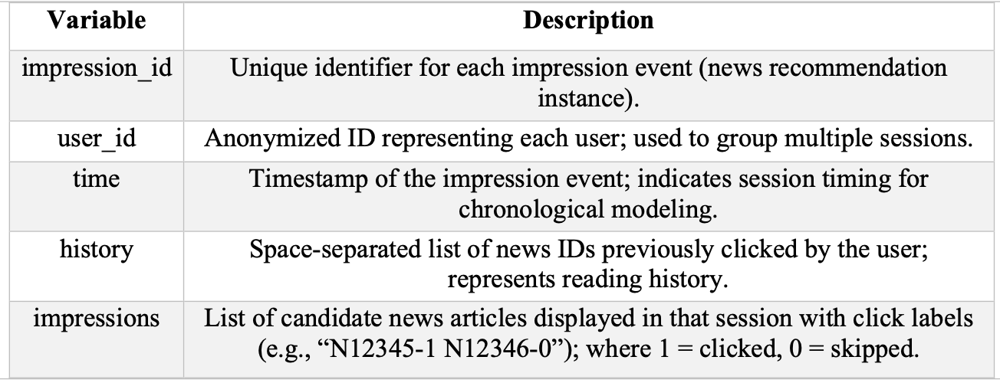 Variable Description
impression_id Unique identifier for each impression event (news recommendation
instance).
user_id Anonymized ID representing each user; used to group multiple sessions.
time Timestamp of the impression event; indicates session timing for
chronological modeling.
history Space-separated list of news IDs previously clicked by the user;
represents reading history.
impressions List of candidate news articles displayed in that session with click labels
(e.g., “N12345-1 N12346-0”); where 1 = clicked, 0 = skipped.